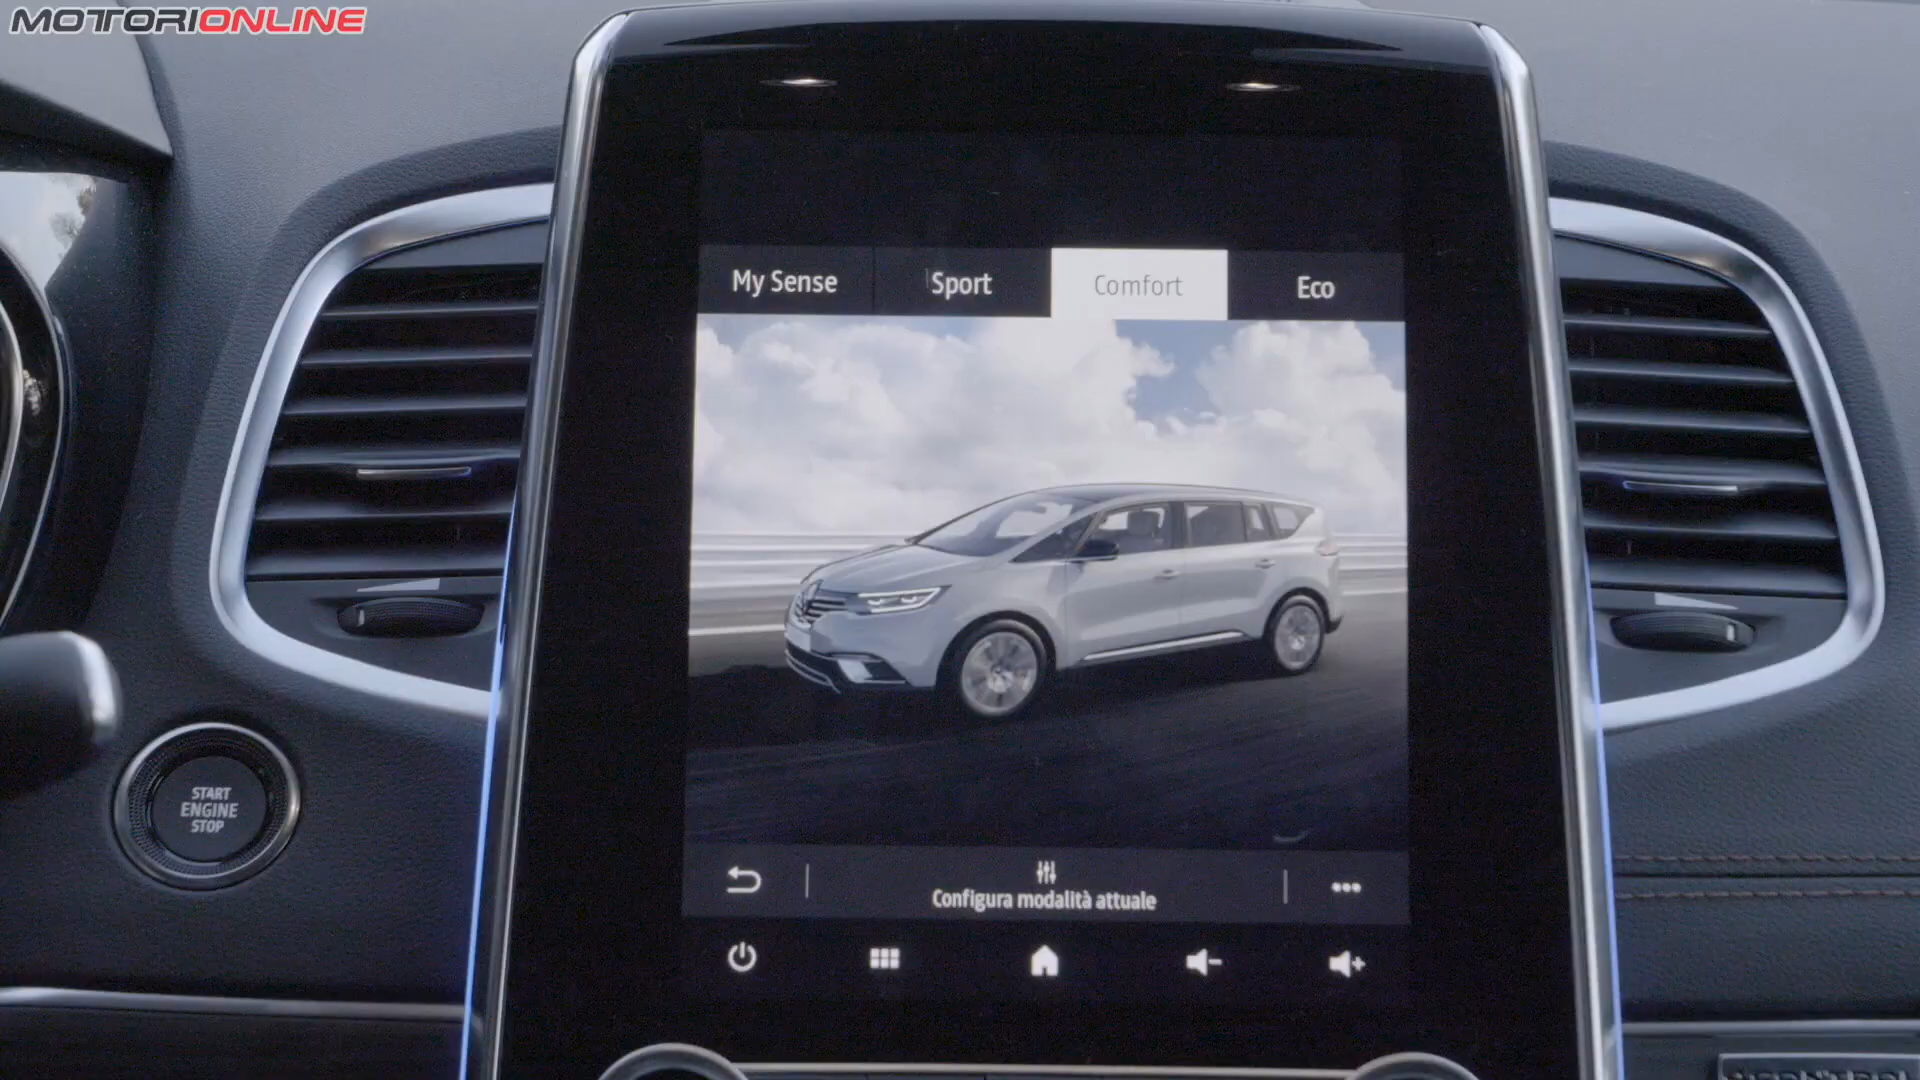 MOTORIONLINE
My Sense
Sport
Comfort
Eco
START
ENGINE
STOP
Configura modalità attuale